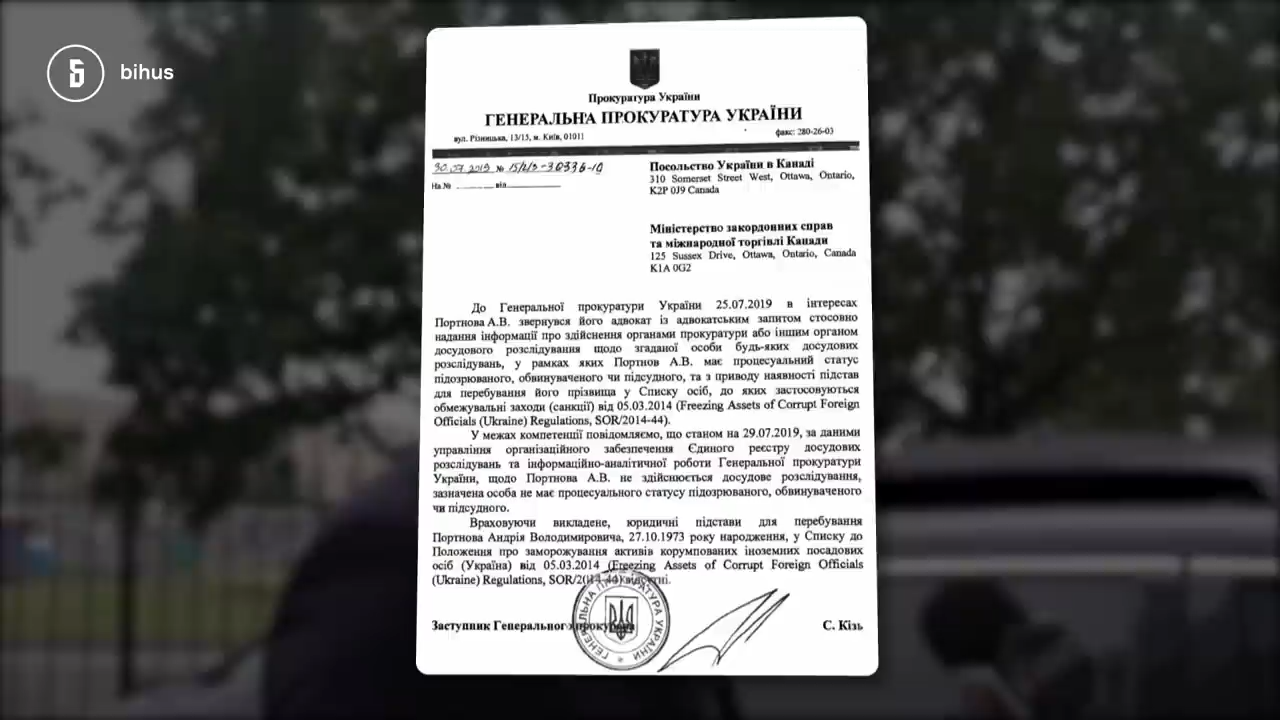 bihus
Прокуратура України
ГЕНЕРАЛЬНА ПРОКУРАТУРА УКРАЇНИ
вул. Різницька, 13/15, м. Київ, 01011
факс: 280-26-03
30.07.2019 № 15/2/3-30336-10
На № від
Посольство України в Канаді
310 Somerset Street West, Ottawa, Ontario,
K2P 0J9 Canada
Міністерство закордонних справ
та міжнародної торгівлі Канади
125 Sussex Drive, Ottawa, Ontario, Canada
K1A 0G2
До Генеральної прокуратури України 25.07.2019 в інтересах
Портнова А.В. звернувся його адвокат із адвокатським запитом стосовно
надання інформації про здійснення органами прокуратури або іншим органом
досудового розслідування щодо згаданої особи будь-яких досудових
розслідувань, у рамках яких Портнов А.В. має процесуальний статус
підозрюваного, обвинуваченого чи підсудного, та з приводу наявності підстав
для перебування його прізвища у Списку осіб, до яких застосовуються
обмежувальні заходи (санкції) від 05.03.2014 (Freezing Assets of Corrupt Foreign
Officials (Ukraine) Regulations, SOR/2014-44).
У межах компетенції повідомляємо, що станом на 29.07.2019, за даними
управління організаційного забезпечення Єдиного реєстру досудових
розслідувань та інформаційно-аналітичної роботи Генеральної прокуратури
України, щодо Портнова А.В. не здійснюється досудове розслідування,
зазначена особа не має процесуального статусу підозрюваного, обвинуваченого
чи підсудного.
Враховуючи викладене, юридичні підстави для перебування
Портнова Андрія Володимировича, 27.10.1973 року народження, у Списку до
Положення про заморожування активів корумпованих іноземних посадових
осіб (Україна) від 05.03.2014 (Freezing Assets of Corrupt Foreign Officials
(Ukraine) Regulations, SOR/2014-44) відсутні.
Заступник Генерального прокурора
С. Кізь
ГЕНЕРАЛЬНА ПРОКУРАТУРА УКРАЇНИ